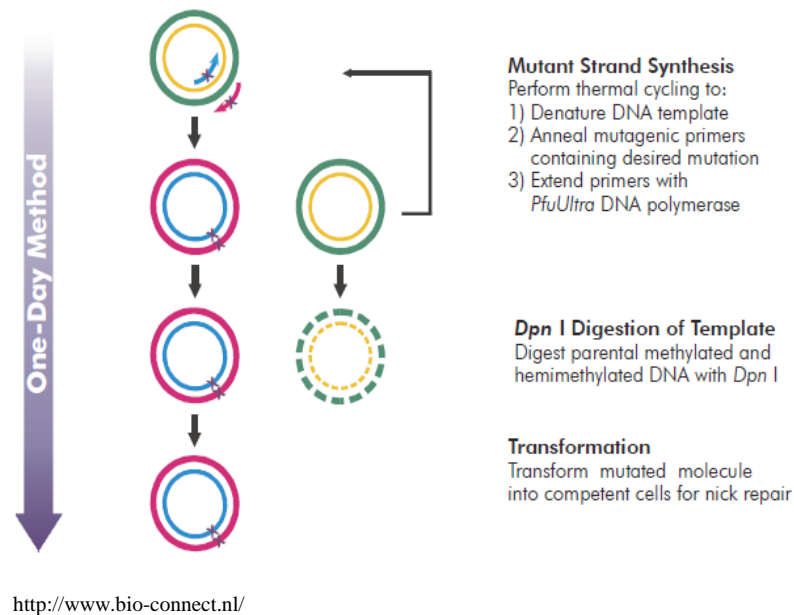 One-Day Method
Mutant Strand Synthesis
Perform thermal cycling to:
1) Denature DNA template
2) Anneal mutagenic primers
containing desired mutation
3) Extend primers with
PfuUltra DNA polymerase
Dpn I Digestion of Template
Digest parental methylated and
hemimethylated DNA with Dpn I
Transformation
Transform mutated molecule
into competent cells for nick repair
http://www.bio-connect.nl/